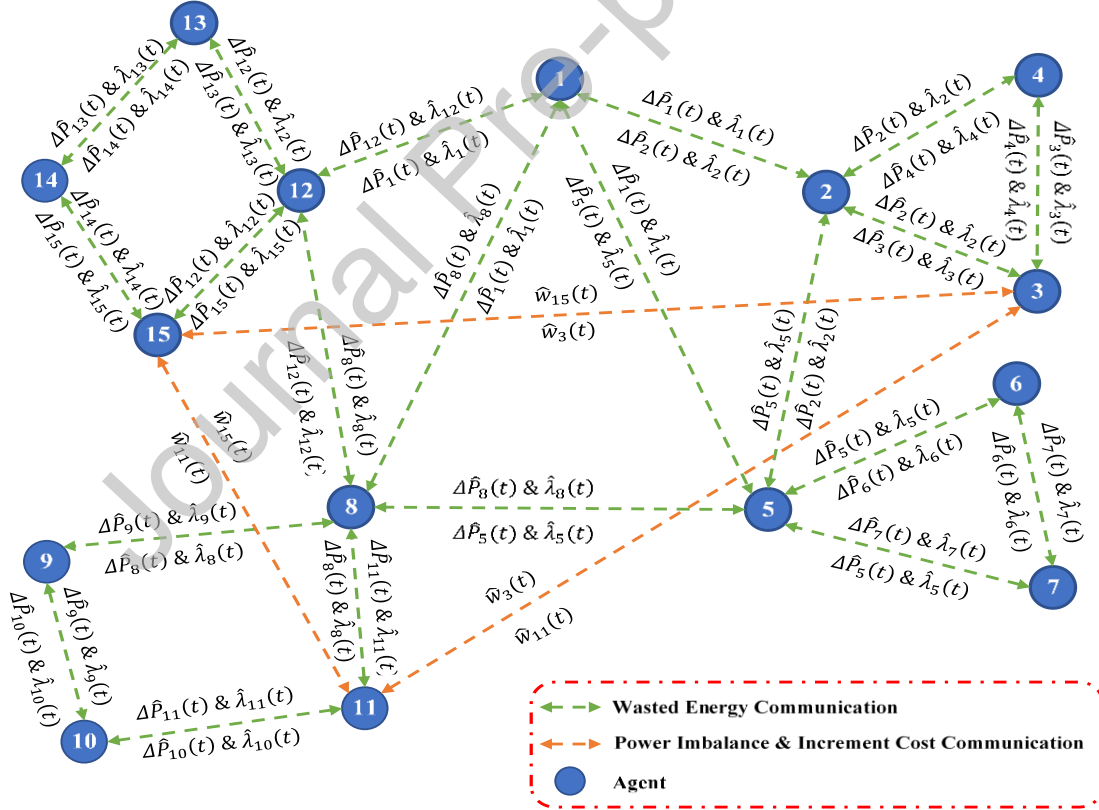 13
ΔP̂₁₃(t) & λ̂₁₃(t)
ΔP̂₁₄(t) & λ̂₁₄(t)
ΔP̂₁₂(t) & λ̂₁₂(t)
ΔP̂₁₃(t) & λ̂₁₃(t)
14
ΔP̂₁₄(t) & λ̂₁₄(t)
ΔP̂₁₅(t) & λ̂₁₅(t)
12
ΔP̂₁₂(t) & λ̂₁₂(t)
ΔP̂₁₅(t) & λ̂₁₅(t)
15
ΔP̂₁₂(t) & λ̂₁₂(t)
ΔP̂₁(t) & λ̂₁(t)
1
ΔP̂₁(t) & λ̂₁(t)
ΔP̂₂(t) & λ̂₂(t)
2
ΔP̂₂(t) & λ̂₂(t)
ΔP̂₄(t) & λ̂₄(t)
4
ΔP̂₃(t) & λ̂₃(t)
ΔP̂₄(t) & λ̂₄(t)
ΔP̂₂(t) & λ̂₂(t)
ΔP̂₃(t) & λ̂₃(t)
3
ΔP̂₈(t) & λ̂₈(t)
ΔP̂₁(t) & λ̂₁(t)
ΔP̂₁(t) & λ̂₁(t)
ΔP̂₅(t) & λ̂₅(t)
ŵ₁₅(t)
ŵ₃(t)
ΔP̂₈(t) & λ̂₈(t)
ΔP̂₁₂(t) & λ̂₁₂(t)
ΔP̂₅(t) & λ̂₅(t)
ΔP̂₂(t) & λ̂₂(t)
ŵ₁₅(t)
ŵ₁₁(t)
6
ΔP̂₅(t) & λ̂₅(t)
ΔP̂₆(t) & λ̂₆(t)
ΔP̂₇(t) & λ̂₇(t)
ΔP̂₆(t) & λ̂₆(t)
8
ΔP̂₈(t) & λ̂₈(t)
ΔP̂₅(t) & λ̂₅(t)
5
ΔP̂₇(t) & λ̂₇(t)
ΔP̂₅(t) & λ̂₅(t)
7
ΔP̂₉(t) & λ̂₉(t)
ΔP̂₈(t) & λ̂₈(t)
9
ΔP̂₉(t) & λ̂₉(t)
ΔP̂₁₀(t) & λ̂₁₀(t)
ΔP̂₁₁(t) & λ̂₁₁(t)
ΔP̂₈(t) & λ̂₈(t)
ŵ₃(t)
ŵ₁₁(t)
10
ΔP̂₁₁(t) & λ̂₁₁(t)
ΔP̂₁₀(t) & λ̂₁₀(t)
11
Wasted Energy Communication
Power Imbalance & Increment Cost Communication
Agent
Journal Pre-p